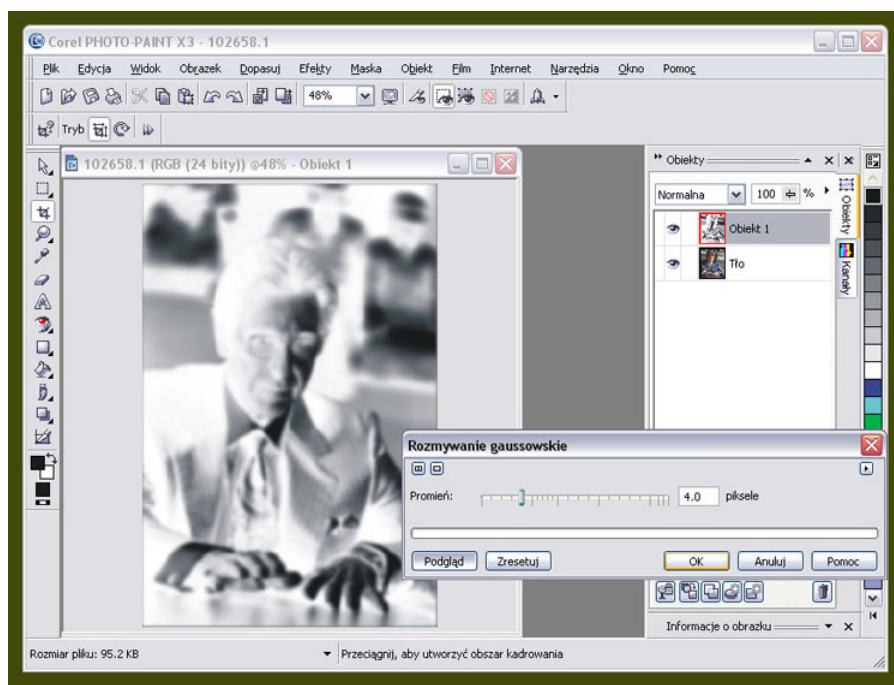 Corel PHOTO-PAINT X3 - 102658.1
Plik Edycja Widok Obrazek Dopasuj Efekty Maska Objekt Film Internet Narzędzia Okno Pomoc
48%
Tryb
102658.1 (RGB (24 bity)) @48% - Obiekt 1
Obiekty
Normalna 100 %
Obiekt 1
Tło
Obiekty
Kanały
Rozmywanie gaussowskie
Promień: 4.0 piksele
Podgląd Zresetuj OK Anuluj Pomoc
Informacje o obrazku
Rozmiar pliku: 95.2 KB Przeciągnij, aby utworzyć obszar kadrowania